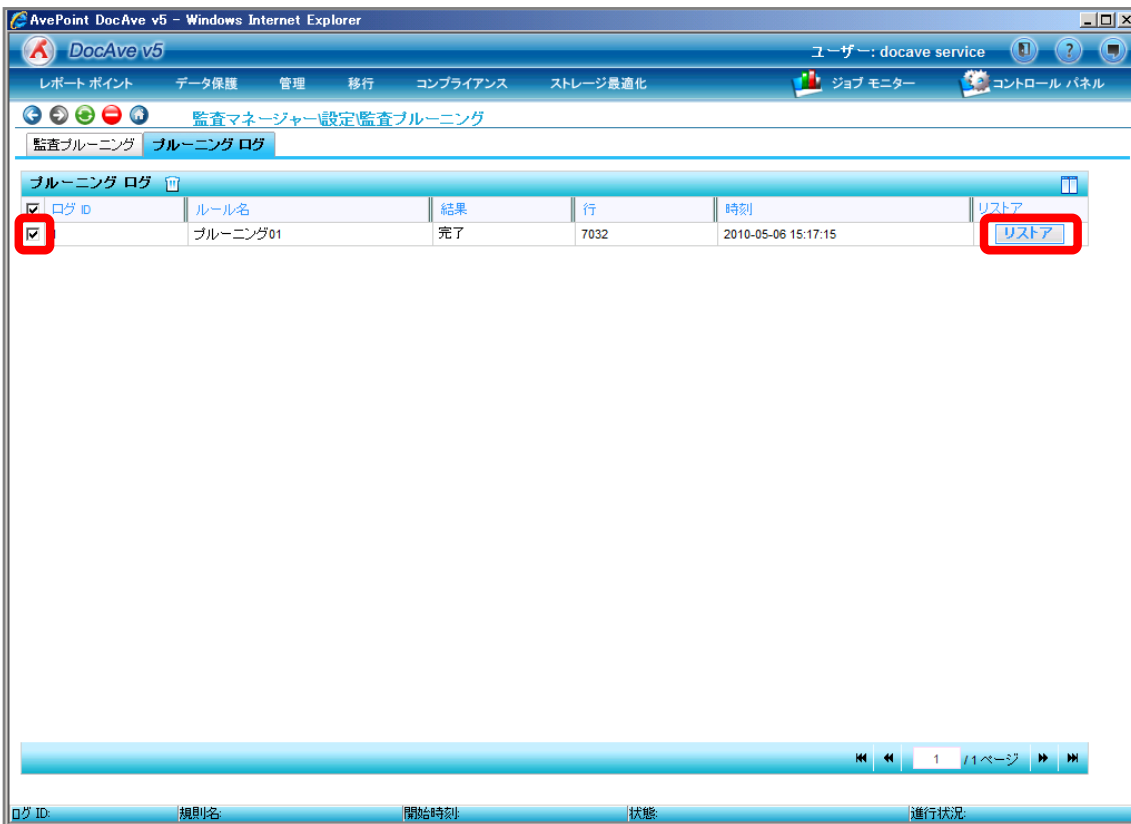 AvePoint DocAve v5 - Windows Internet Explorer
DocAve v5 ユーザー: docave service
レポート ポイント データ保護 管理 移行 コンプライアンス ストレージ最適化 ジョブ モニター コントロール パネル
監査マネージャー\設定\監査プルーニング
監査プルーニング プルーニング ログ
プルーニング ログ
ログ ID ルール名 結果 行 時刻 リストア
プルーニング01 完了 7032 2010-05-06 15:17:15 リストア
1 /1ページ
ログ ID: 規則名: 開始時刻: 状態: 進行状況: